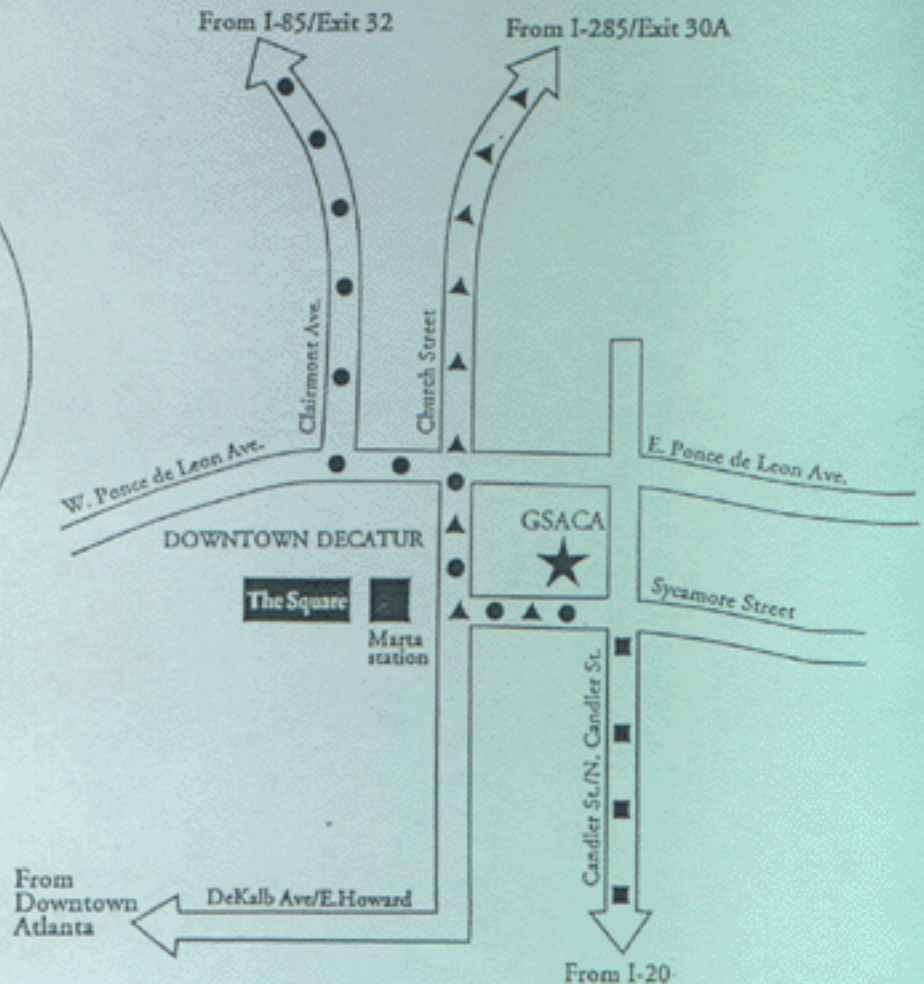 From I-85/Exit 32
From I-285/Exit 30A
Clairmont Ave.
Church Street
W. Ponce de Leon Ave.
E. Ponce de Leon Ave.
DOWNTOWN DECATUR
GSACA
The Square
Marta
station
Sycamore Street
Candler St./N. Candler St.
From
Downtown
Atlanta
DeKalb Ave/E.Howard
From I-20